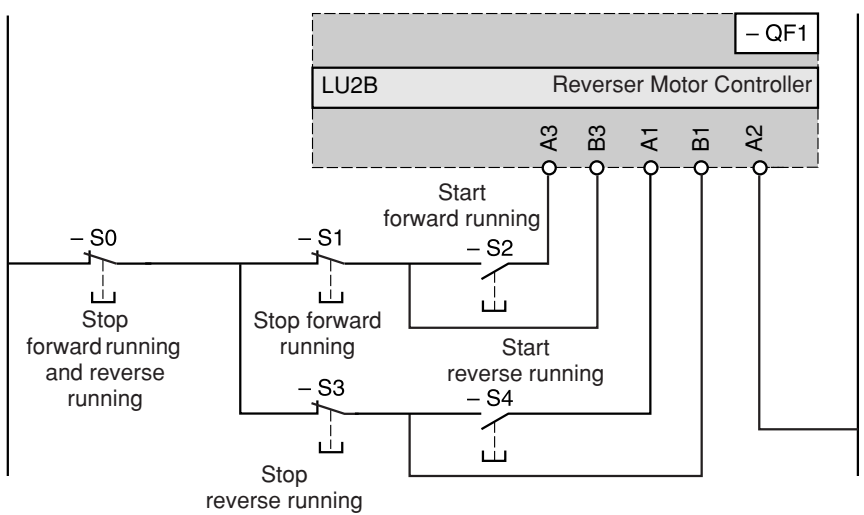 – QF1
LU2B
Reverser Motor Controller
A3
B3
A1
B1
A2
Start
forward running
– S0
– S1
– S2
Stop
forward running
and reverse
running
Stop forward
running
Start
reverse running
– S3
– S4
Stop
reverse running